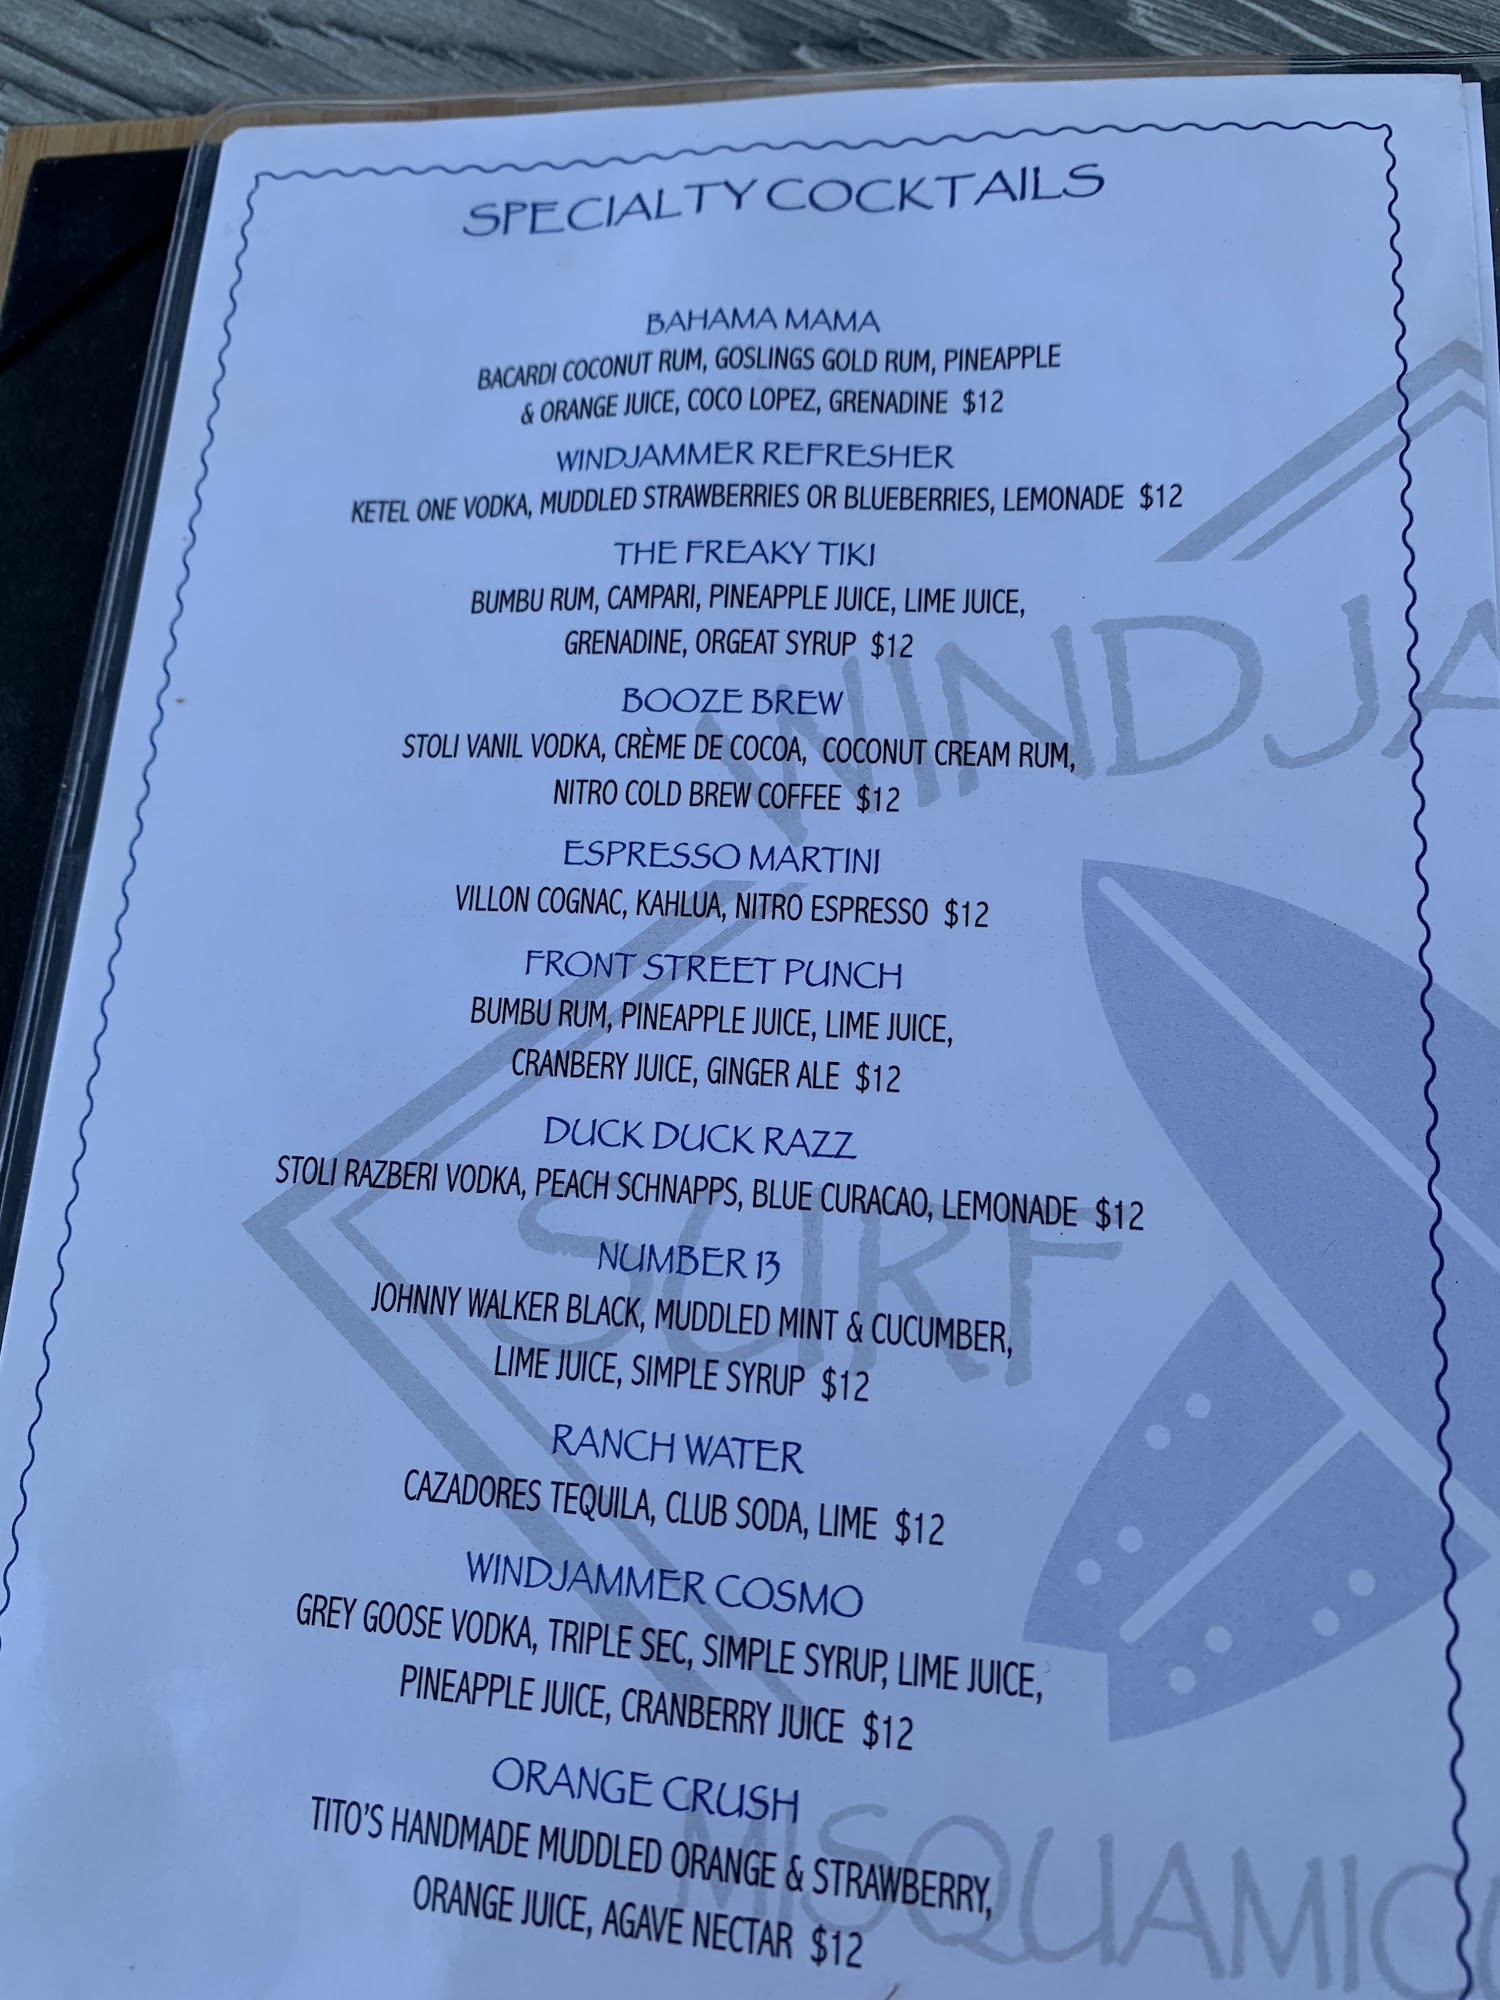 SPECIALTY COCKTAILS
BAHAMA MAMA
BACARDI COCONUT RUM, GOSLINGS GOLD RUM, PINEAPPLE
& ORANGE JUICE, COCO LOPEZ, GRENADINE $12
WINDJAMMER REFRESHER
KETEL ONE VODKA, MUDDLED STRAWBERRIES OR BLUEBERRIES, LEMONADE $12
THE FREAKY TIKI
BUMBU RUM, CAMPARI, PINEAPPLE JUICE, LIME JUICE,
GRENADINE, ORGEAT SYRUP $12
BOOZE BREW
STOLI VANIL VODKA, CRÈME DE COCOA, COCONUT CREAM RUM,
NITRO COLD BREW COFFEE $12
ESPRESSO MARTINI
VILLON COGNAC, KAHLUA, NITRO ESPRESSO $12
FRONT STREET PUNCH
BUMBU RUM, PINEAPPLE JUICE, LIME JUICE,
CRANBERY JUICE, GINGER ALE $12
DUCK DUCK RAZZ
STOLI RAZBERI VODKA, PEACH SCHNAPPS, BLUE CURACAO, LEMONADE $12
NUMBER 13
JOHNNY WALKER BLACK, MUDDLED MINT & CUCUMBER,
LIME JUICE, SIMPLE SYRUP $12
RANCH WATER
CAZADORES TEQUILA, CLUB SODA, LIME $12
WINDJAMMER COSMO
GREY GOOSE VODKA, TRIPLE SEC, SIMPLE SYRUP, LIME JUICE,
PINEAPPLE JUICE, CRANBERRY JUICE $12
ORANGE CRUSH
TITO'S HANDMADE MUDDLED ORANGE & STRAWBERRY,
ORANGE JUICE, AGAVE NECTAR $12
WINDJA
SURF
MISQUAMIC